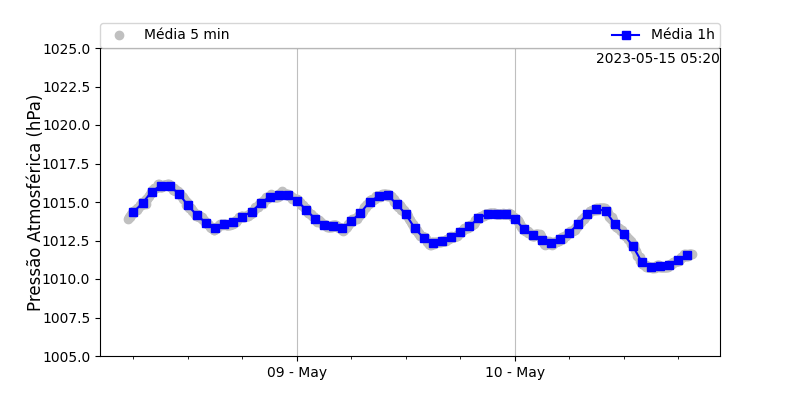 Média 5 min
Média 1h
2023-05-15 05:20
Pressão Atmosférica (hPa)
1025.0
1022.5
1020.0
1017.5
1015.0
1012.5
1010.0
1007.5
1005.0
09 - May
10 - May